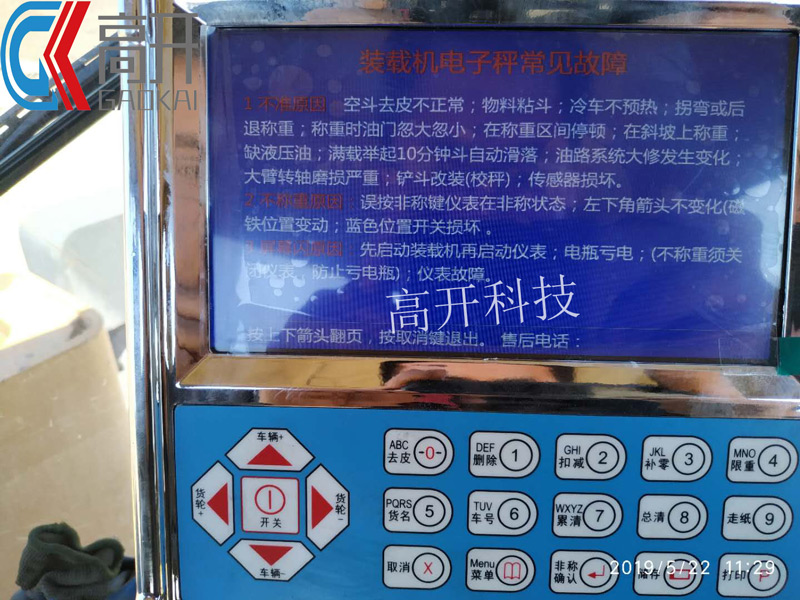 高开
GAOKAI
装载机电子秤常见故障
1 不准原因：空斗去皮不正常；物料粘斗；冷车不预热；拐弯或后
退称重；称重时油门忽大忽小；在称重区间停顿；在斜坡上称重；
缺液压油；满载举起10分钟斗自动滑落；油路系统大修发生变化；
大臂转轴磨损严重；铲斗改装(校秤)；传感器损坏。
2 不称重原因：误按非称键仪表在非称状态；左下角箭头不变化(磁
铁位置变动；蓝色位置开关损坏 。
3 屏幕闪原因：先启动装载机再启动仪表；电瓶亏电；(不称重须关
闭仪表，防止亏电瓶)；仪表故障。
高开科技
按上下箭头翻页，按取消键退出。 售后电话：
车辆+
货轮+
开关
货轮-
车辆-
ABC 去皮 -0-
DEF 删除 1
GHI 扣减 2
JKL 补零 3
MNO 限重 4
PQRS 货名 5
TUV 车号 6
WXYZ 累清 7
总清 8
走纸 9
取消 X
Menu 菜单
非称 确认
储存
打印 P
2019/5/22 11:29